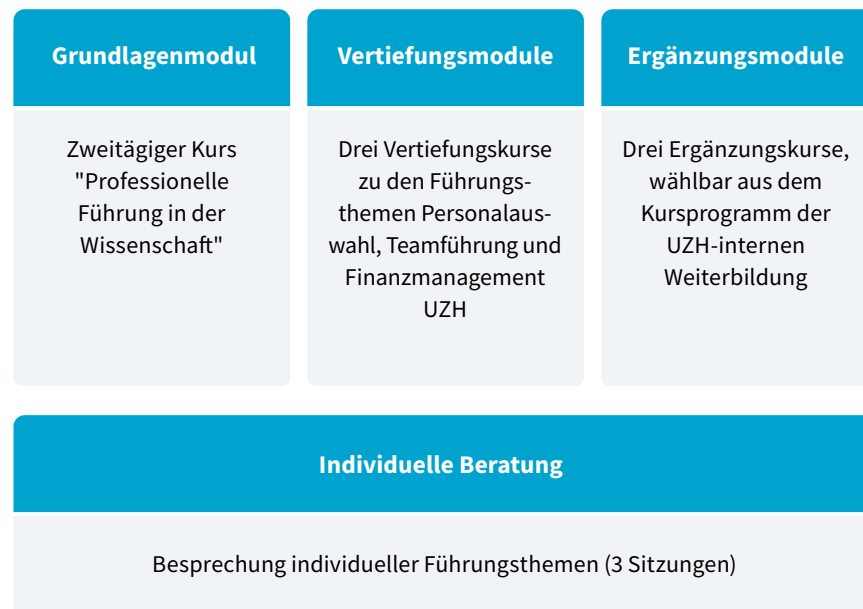 Grundlagenmodul
Zweitägiger Kurs
"Professionelle
Führung in der
Wissenschaft"
Vertiefungsmodule
Drei Vertiefungskurse
zu den Führungs-
themen Personalaus-
wahl, Teamführung und
Finanzmanagement
UZH
Ergänzungsmodule
Drei Ergänzungskurse,
wählbar aus dem
Kursprogramm der
UZH-internen
Weiterbildung
Individuelle Beratung
Besprechung individueller Führungsthemen (3 Sitzungen)